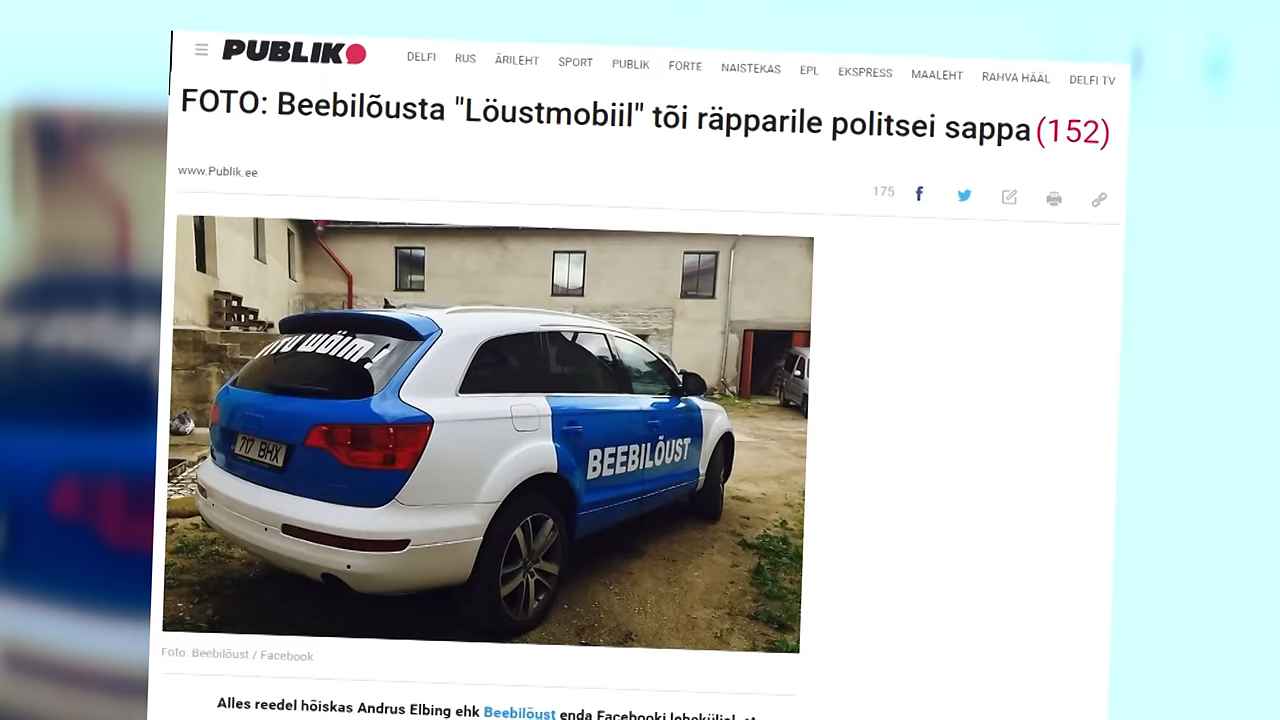 PUBLIK
DELFI RUS ÄRILEHT SPORT PUBLIK FORTE NAISTEKAS EPL EKSPRESS MAALEHT RAHVA HÄÄL DELFI TV
FOTO: Beebilõusta "Löustmobiil" tõi räpparile politsei sappa (152)
www.Publik.ee
175
WÕIM!
717 BHX
BEEBILÕUST
Foto: Beebilõust / Facebook
Alles reedel hõiskas Andrus Elbing ehk Beebilõust enda Facebooki